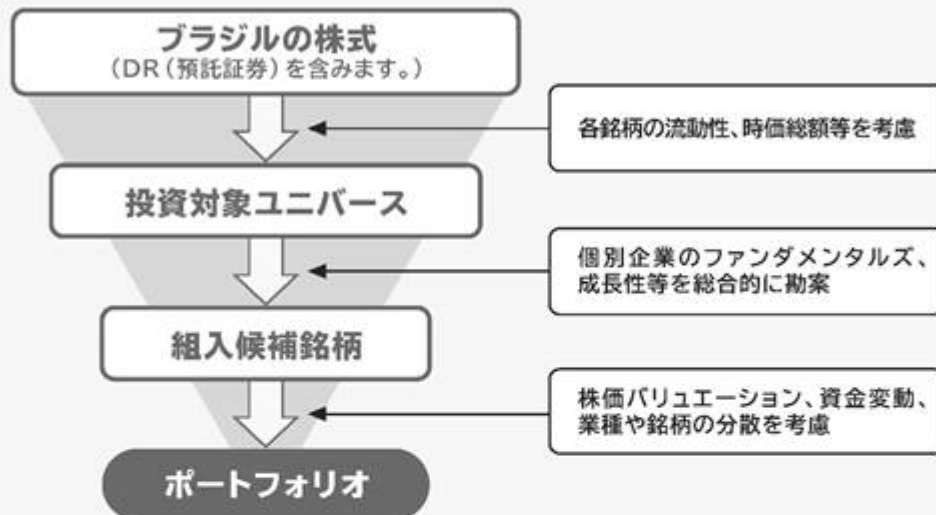 ブラジルの株式
(DR(預託証券)を含みます。)
各銘柄の流動性、時価総額等を考慮
投資対象ユニバース
個別企業のファンダメンタルズ、
成長性等を総合的に勘案
組入候補銘柄
株価バリュエーション、資金変動、
業種や銘柄の分散を考慮
ポートフォリオ